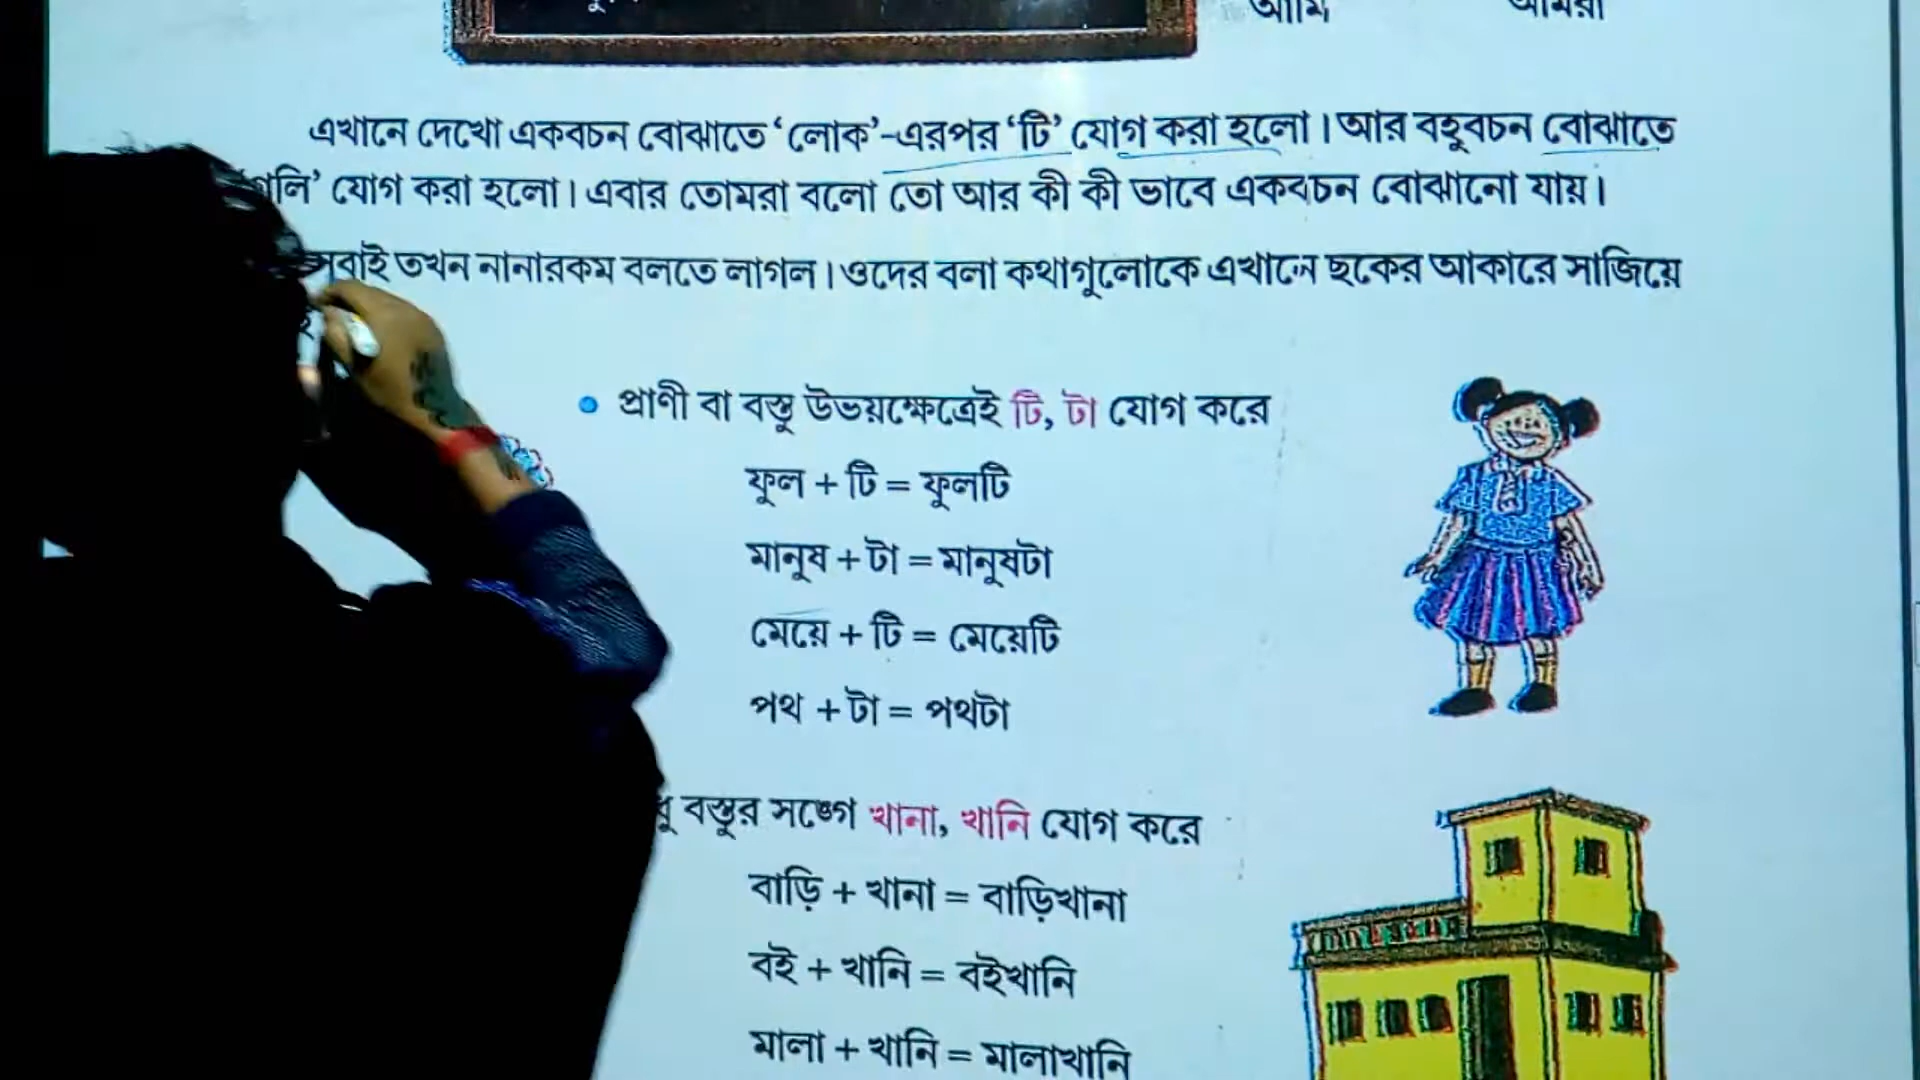 আমি আমরা
এখানে দেখো একবচন বোঝাতে ‘লোক’-এরপর ‘টি’ যোগ করা হলো। আর বহুবচন বোঝাতে
যোগ করা হলো। এবার তোমরা বলো তো আর কী কী ভাবে একবচন বোঝানো যায়।
সবাই তখন নানারকম বলতে লাগল। ওদের বলা কথাগুলোকে এখানে ছকের আকারে সাজিয়ে
• প্রাণী বা বস্তু উভয়ক্ষেত্রেই টি, টা যোগ করে
ফুল + টি = ফুলটি
মানুষ + টা = মানুষটা
মেয়ে + টি = মেয়েটি
পথ + টা = পথটা
বস্তুর সঙ্গে খানা, খানি যোগ করে
বাড়ি + খানা = বাড়িখানা
বই + খানি = বইখানি
মালা + খানি = মালাখানি